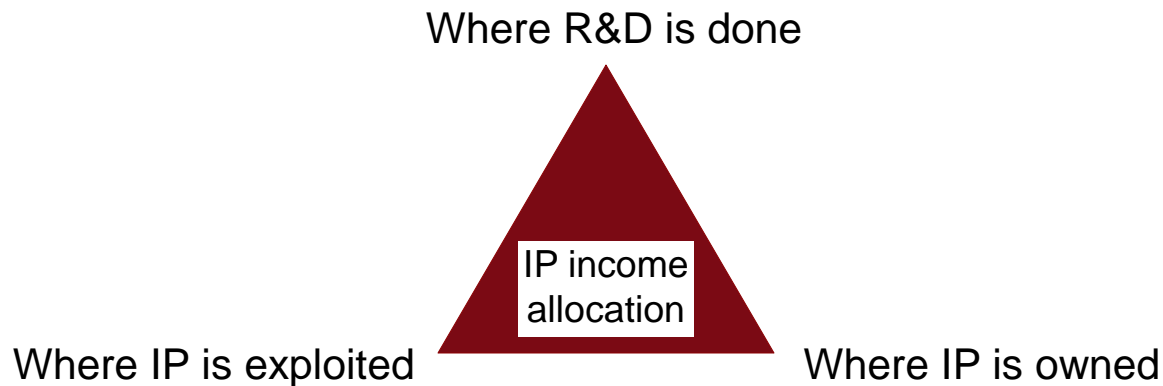 Where R&D is done
IP income
allocation
Where IP is exploited
Where IP is owned